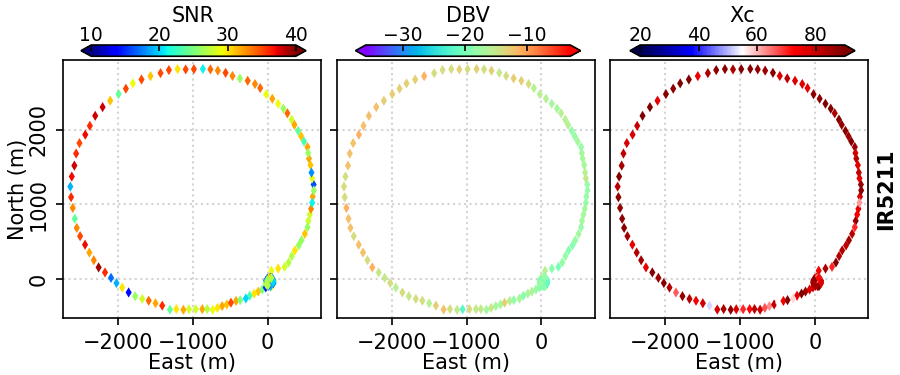 SNR DBV Xc
10 20 30 40 −30 −20 −10 20 40 60 80
North (m)
2000
1000
0
IR5211
−2000 −1000 0 −2000 −1000 0 −2000 −1000 0
East (m) East (m) East (m)